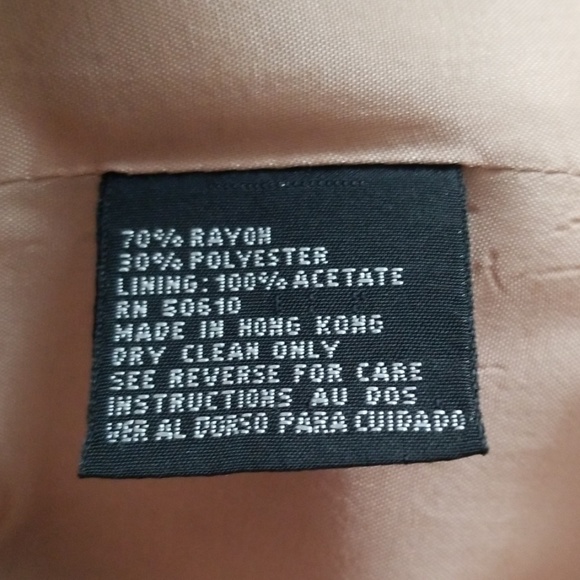 70% RAYON
30% POLYESTER
LINING: 100% ACETATE
RN 50610
MADE IN HONG KONG
DRY CLEAN ONLY
SEE REVERSE FOR CARE
INSTRUCTIONS AU DOS
VER AL DORSO PARA CUIDADO